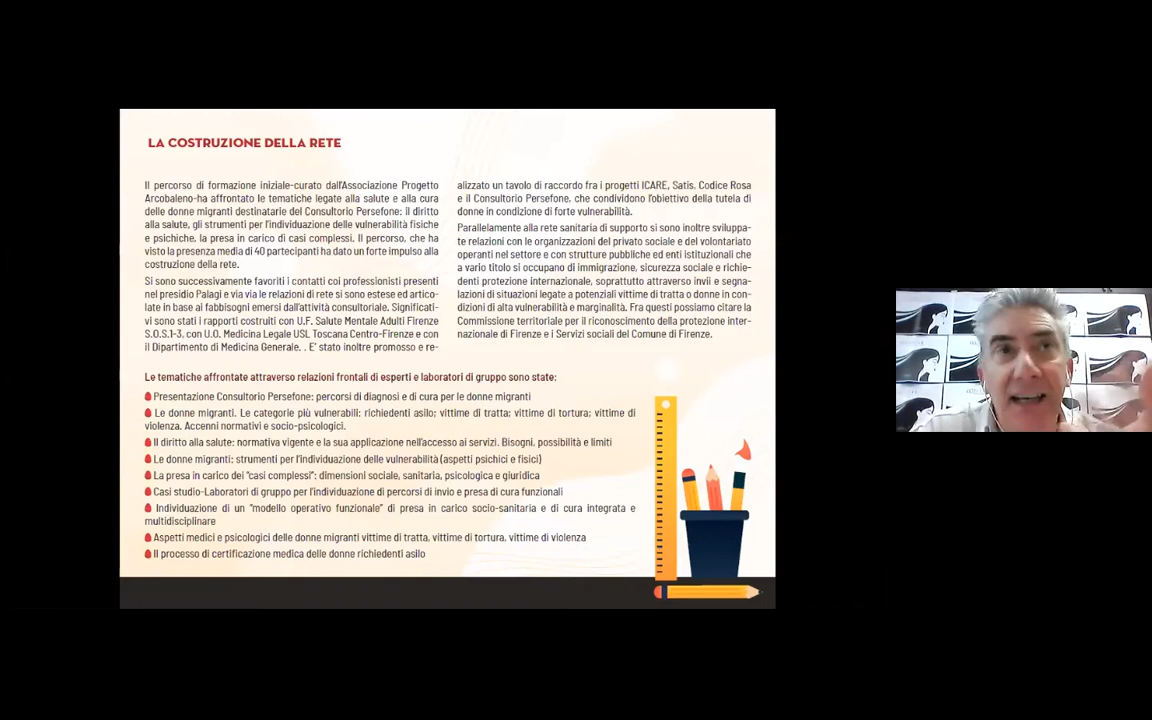 LA COSTRUZIONE DELLA RETE
Il percorso di formazione iniziale-curato dall'Associazione Progetto
Arcobaleno-ha affrontato le tematiche legate alla salute e alla cura
delle donne migranti destinatarie del Consultorio Persefone: il diritto
alla salute, gli strumenti per l'individuazione delle vulnerabilità fisiche
e psichiche, la presa in carico di casi complessi. Il percorso, che ha
visto la presenza media di 40 partecipanti ha dato un forte impulso alla
costruzione della rete.
Si sono successivamente favoriti i contatti coi professionisti presenti
nel presidio Palagi e via via le relazioni di rete si sono estese ed artico-
late in base ai fabbisogni emersi dall'attività consultoriale. Significati-
vi sono stati i rapporti costruiti con U.F. Salute Mentale Adulti Firenze
S.O.S.1-3, con U.O. Medicina Legale USL Toscana Centro-Firenze e con
il Dipartimento di Medicina Generale. . E' stato inoltre promosso e re-
alizzato un tavolo di raccordo fra i progetti ICARE, Satis, Codice Rosa
e il Consultorio Persefone, che condividono l'obiettivo della tutela di
donne in condizione di forte vulnerabilità.
Parallelamente alla rete sanitaria di supporto si sono inoltre sviluppa-
te relazioni con le organizzazioni del privato sociale e del volontariato
operanti nel settore e con strutture pubbliche ed enti istituzionali che
a vario titolo si occupano di immigrazione, sicurezza sociale e richie-
denti protezione internazionale, soprattutto attraverso invii e segna-
lazioni di situazioni legate a potenziali vittime di tratta o donne in con-
dizioni di alta vulnerabilità e marginalità. Fra questi possiamo citare la
Commissione territoriale per il riconoscimento della protezione inter-
nazionale di Firenze e i Servizi sociali del Comune di Firenze.
Le tematiche affrontate attraverso relazioni frontali di esperti e laboratori di gruppo sono state:
Presentazione Consultorio Persefone: percorsi di diagnosi e di cura per le donne migranti
Le donne migranti. Le categorie più vulnerabili: richiedenti asilo; vittime di tratta; vittime di tortura; vittime di
violenza. Accenni normativi e socio-psicologici.
Il diritto alla salute: normativa vigente e la sua applicazione nell'accesso ai servizi. Bisogni, possibilità e limiti
Le donne migranti: strumenti per l'individuazione delle vulnerabilità (aspetti psichici e fisici)
La presa in carico dei "casi complessi": dimensioni sociale, sanitaria, psicologica e giuridica
Casi studio-Laboratori di gruppo per l'individuazione di percorsi di invio e presa di cura funzionali
Individuazione di un "modello operativo funzionale" di presa in carico socio-sanitaria e di cura integrata e
multidisciplinare
Aspetti medici e psicologici delle donne migranti vittime di tratta, vittime di tortura, vittime di violenza
Il processo di certificazione medica delle donne richiedenti asilo